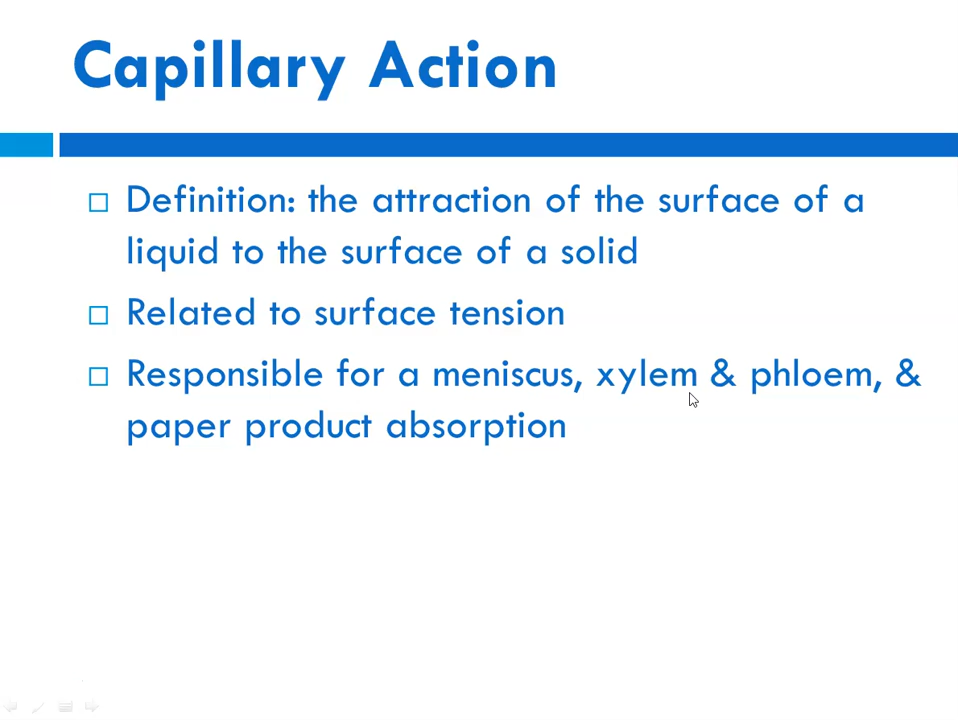 Capillary Action
Definition: the attraction of the surface of a
liquid to the surface of a solid
Related to surface tension
Responsible for a meniscus, xylem & phloem, &
paper product absorption